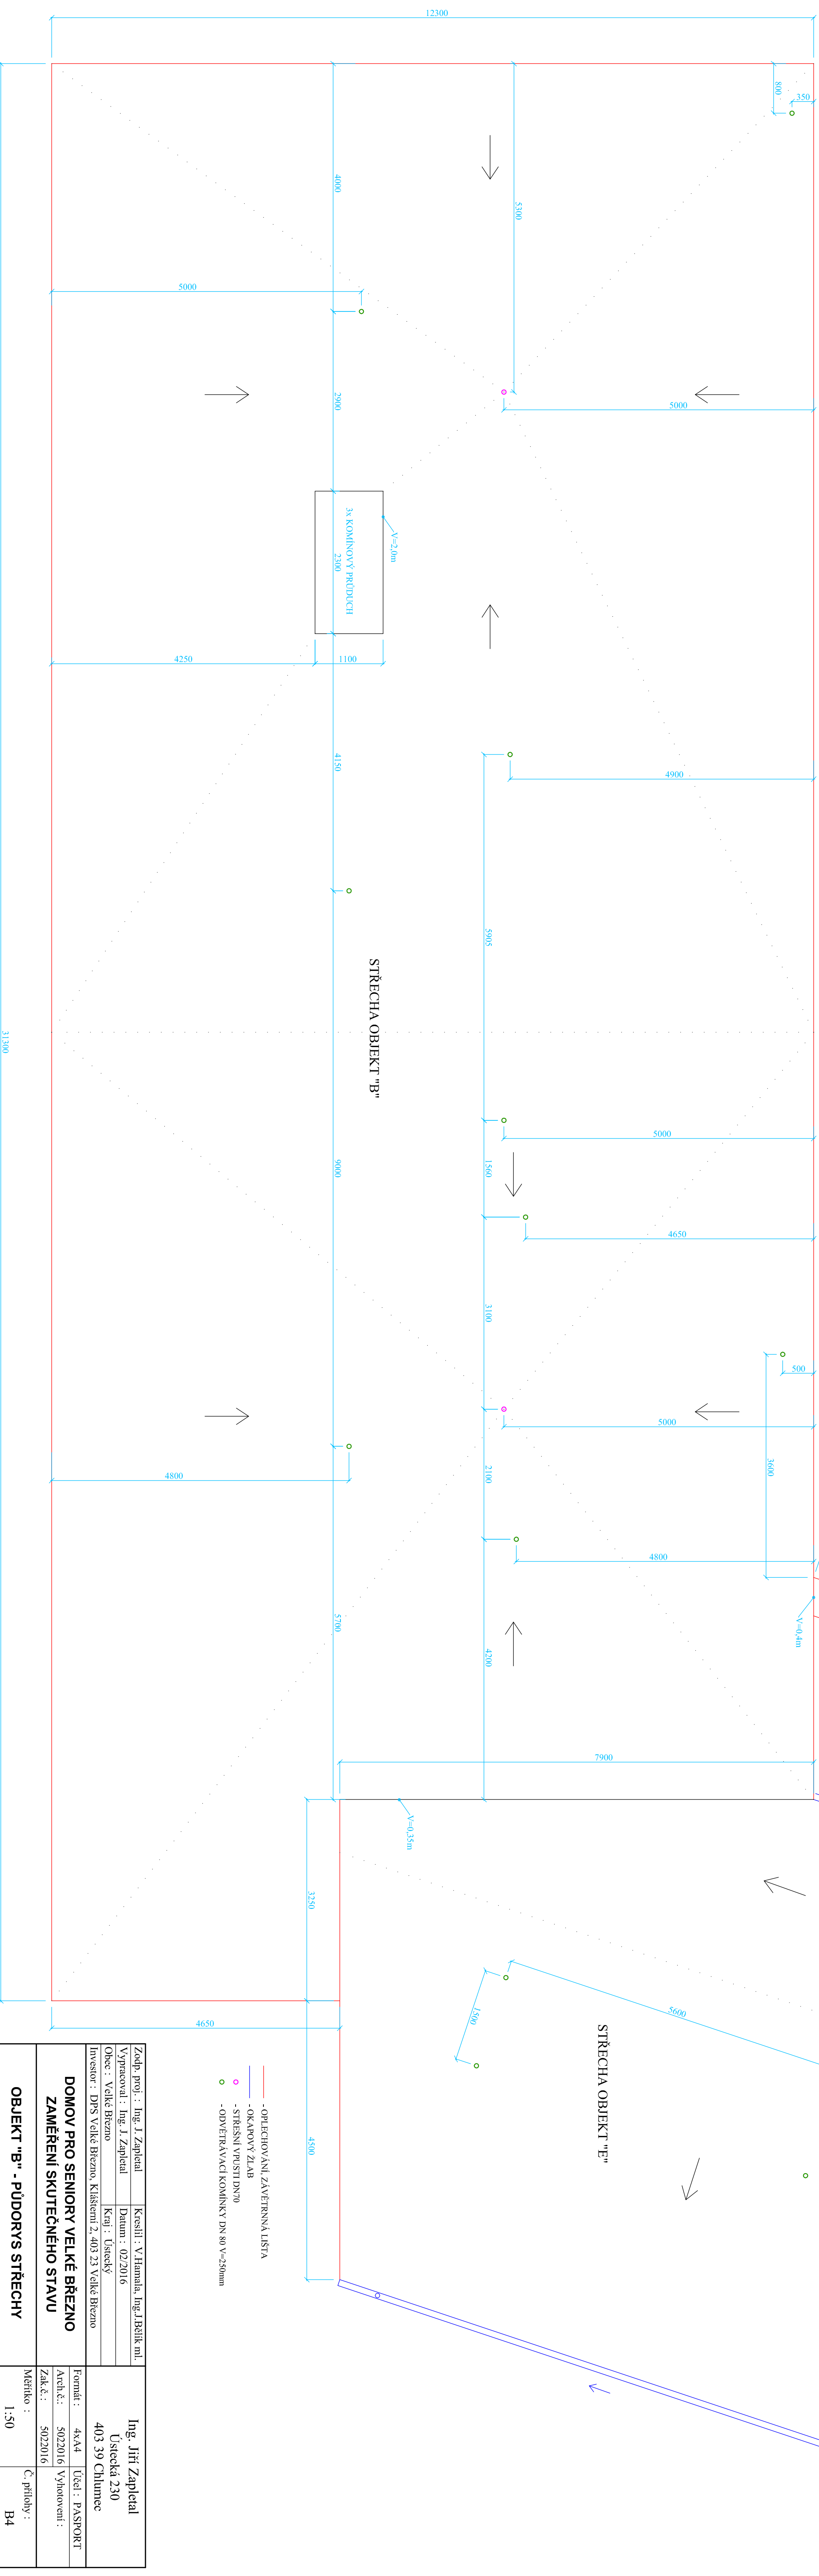 12300
800
350
4000
5300
5000
2900
5000
V=2,0m
3x KOMÍNOVÝ PRŮDUCH
2300
4250
1100
4150
4900
5905
STŘECHA OBJEKT "B"
31300
9000
5000
1560
4650
3100
500
5000
3600
4800
2100
4800
V=0,4m
5700
4200
7900
V=0,35m
3250
1500
5600
STŘECHA OBJEKT "E"
4650
4500
- OPLECHOVÁNÍ, ZÁVĚTRNNÁ LIŠTA
- OKAPOVÝ ŽLAB
- STŘEŠNÍ VPUSTI DN70
- ODVĚTRÁVACÍ KOMÍNKY DN 80 V=250mm
Zodp. proj. : Ing. J. Zapletal
Kreslil : V.Hamala, Ing.J.Bělík ml.
Vypracoval : Ing. J. Zapletal
Datum : 02/2016
Obec : Velké Březno
Kraj : Ústecký
Investor : DPS Velké Březno, Klášterní 2, 403 23 Velké Březno
Ing. Jiří Zapletal
Ústecká 230
403 39 Chlumec
DOMOV PRO SENIORY VELKÉ BŘEZNO
ZAMĚŘENÍ SKUTEČNÉHO STAVU
Formát : 4xA4
Účel : PASPORT
Arch.č.: 5022016
Vyhotovení :
Zak.č. : 5022016
OBJEKT "B" - PŮDORYS STŘECHY
Měřítko :
1:50
Č. přílohy :
B4